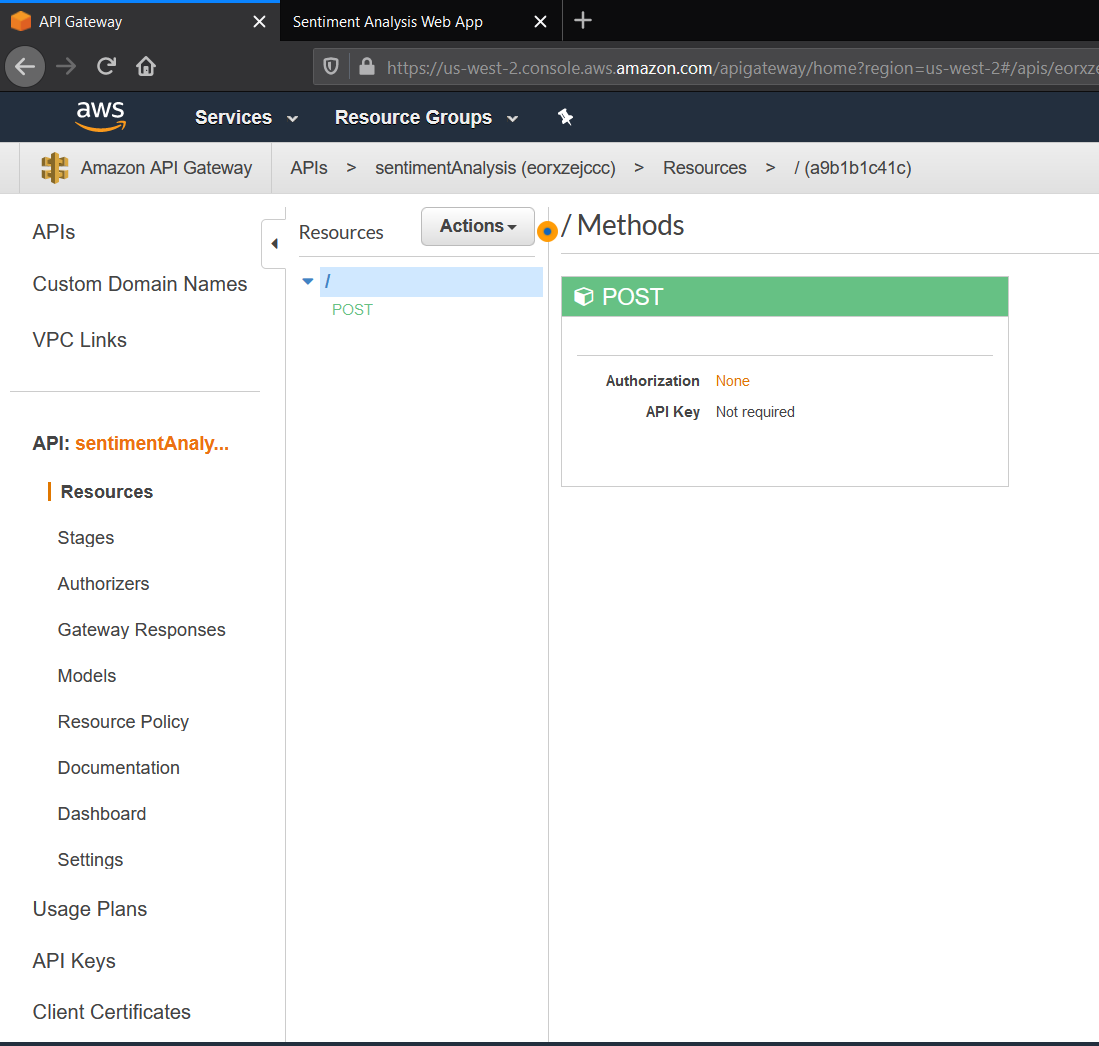 API Gateway
Sentiment Analysis Web App
https://us-west-2.console.aws.amazon.com/apigateway/home?region=us-west-2#/apis/eorxze
aws
Services
Resource Groups
Amazon API Gateway
APIs > sentimentAnalysis (eorxzejccc) > Resources > / (a9b1b1c41c)
APIs
Custom Domain Names
VPC Links
API: sentimentAnaly...
Resources
Stages
Authorizers
Gateway Responses
Models
Resource Policy
Documentation
Dashboard
Settings
Usage Plans
API Keys
Client Certificates
Resources
Actions
/
POST
/ Methods
POST
Authorization None
API Key Not required